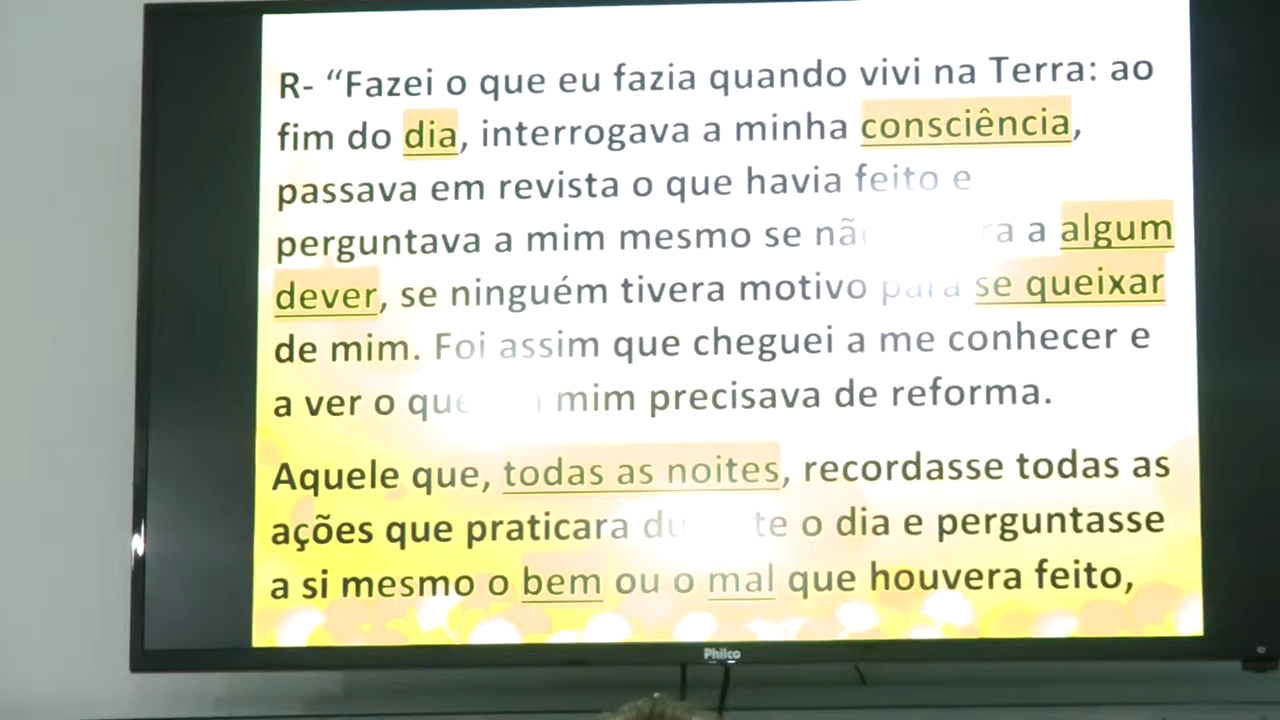 R- “Fazei o que eu fazia quando vivi na Terra: ao
fim do dia, interrogava a minha consciência,
passava em revista o que havia feito e
perguntava a mim mesmo se não a algum
dever, se ninguém tivera motivo para se queixar
de mim. Foi assim que cheguei a me conhecer e
a ver o que mim precisava de reforma.
Aquele que, todas as noites, recordasse todas as
ações que praticara o dia e perguntasse
a si mesmo o bem ou o mal que houvera feito,
Philco